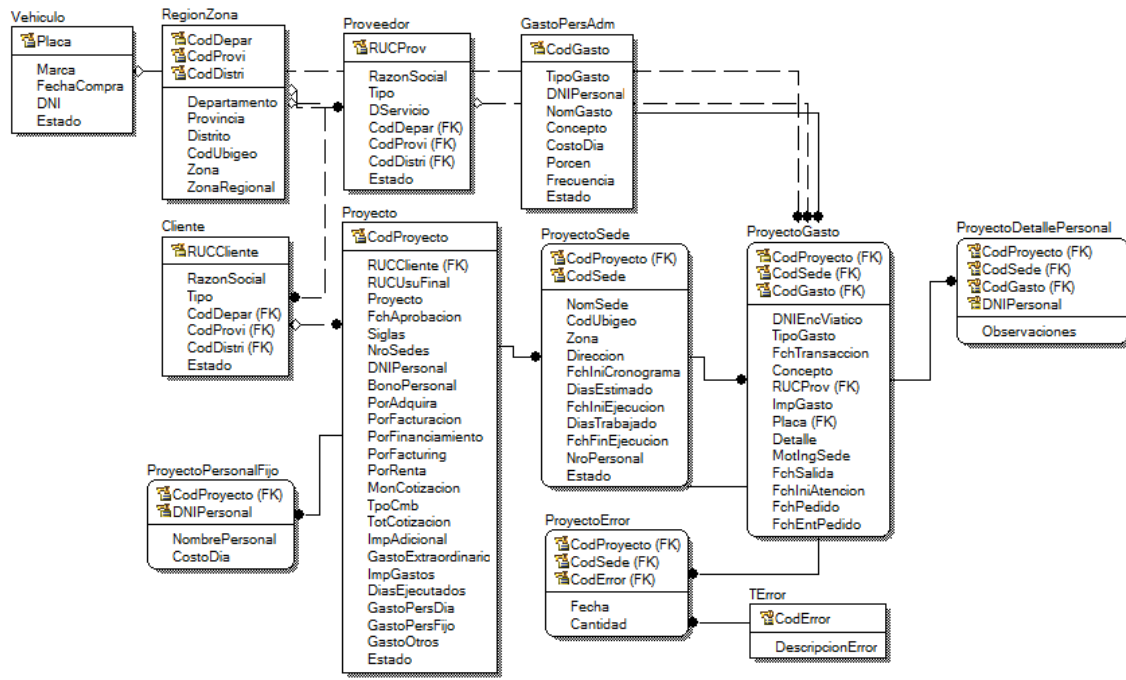 Vehiculo
Placa
Marca
FechaCompra
DNI
Estado
RegionZona
CodDepar
CodProvi
CodDistri
Departamento
Provincia
Distrito
CodUbigeo
Zona
ZonaRegional
Proveedor
RUCProv
RazonSocial
Tipo
DServicio
CodDepar (FK)
CodProvi (FK)
CodDistri (FK)
Estado
GastoPersAdm
CodGasto
TipoGasto
DNIPersonal
NomGasto
Concepto
CostoDia
Porcen
Frecuencia
Estado
Cliente
RUCCliente
RazonSocial
Tipo
CodDepar (FK)
CodProvi (FK)
CodDistri (FK)
Estado
Proyecto
CodProyecto
RUCCliente (FK)
RUCUsuFinal
Proyecto
FchAprobacion
Siglas
NroSedes
DNIPersonal
BonoPersonal
PorAdquira
PorFacturacion
PorFinanciamiento
PorFacturing
PorRenta
MonCotizacion
TpoCmb
TotCotizacion
ImpAdicional
GastoExtraordinario
ImpGastos
DiasEjecutados
GastoPersDia
GastoPersFijo
GastoOtros
Estado
ProyectoSede
CodProyecto (FK)
CodSede
NomSede
CodUbigeo
Zona
Direccion
FchIniCronograma
DiasEstimado
FchIniEjecucion
DiasTrabajado
FchFinEjecucion
NroPersonal
Estado
ProyectoGasto
CodProyecto (FK)
CodSede (FK)
CodGasto (FK)
DNIEncViatico
TipoGasto
FchTransaccion
Concepto
RUCProv (FK)
ImpGasto
Placa (FK)
Detalle
MotIngSede
FchSalida
FchIniAtencion
FchPedido
FchEntPedido
ProyectoDetallePersonal
CodProyecto (FK)
CodSede (FK)
CodGasto (FK)
DNIPersonal
Observaciones
ProyectoPersonalFijo
CodProyecto (FK)
DNIPersonal
NombrePersonal
CostoDia
ProyectoError
CodProyecto (FK)
CodSede (FK)
CodError (FK)
Fecha
Cantidad
TError
CodError
DescripcionError